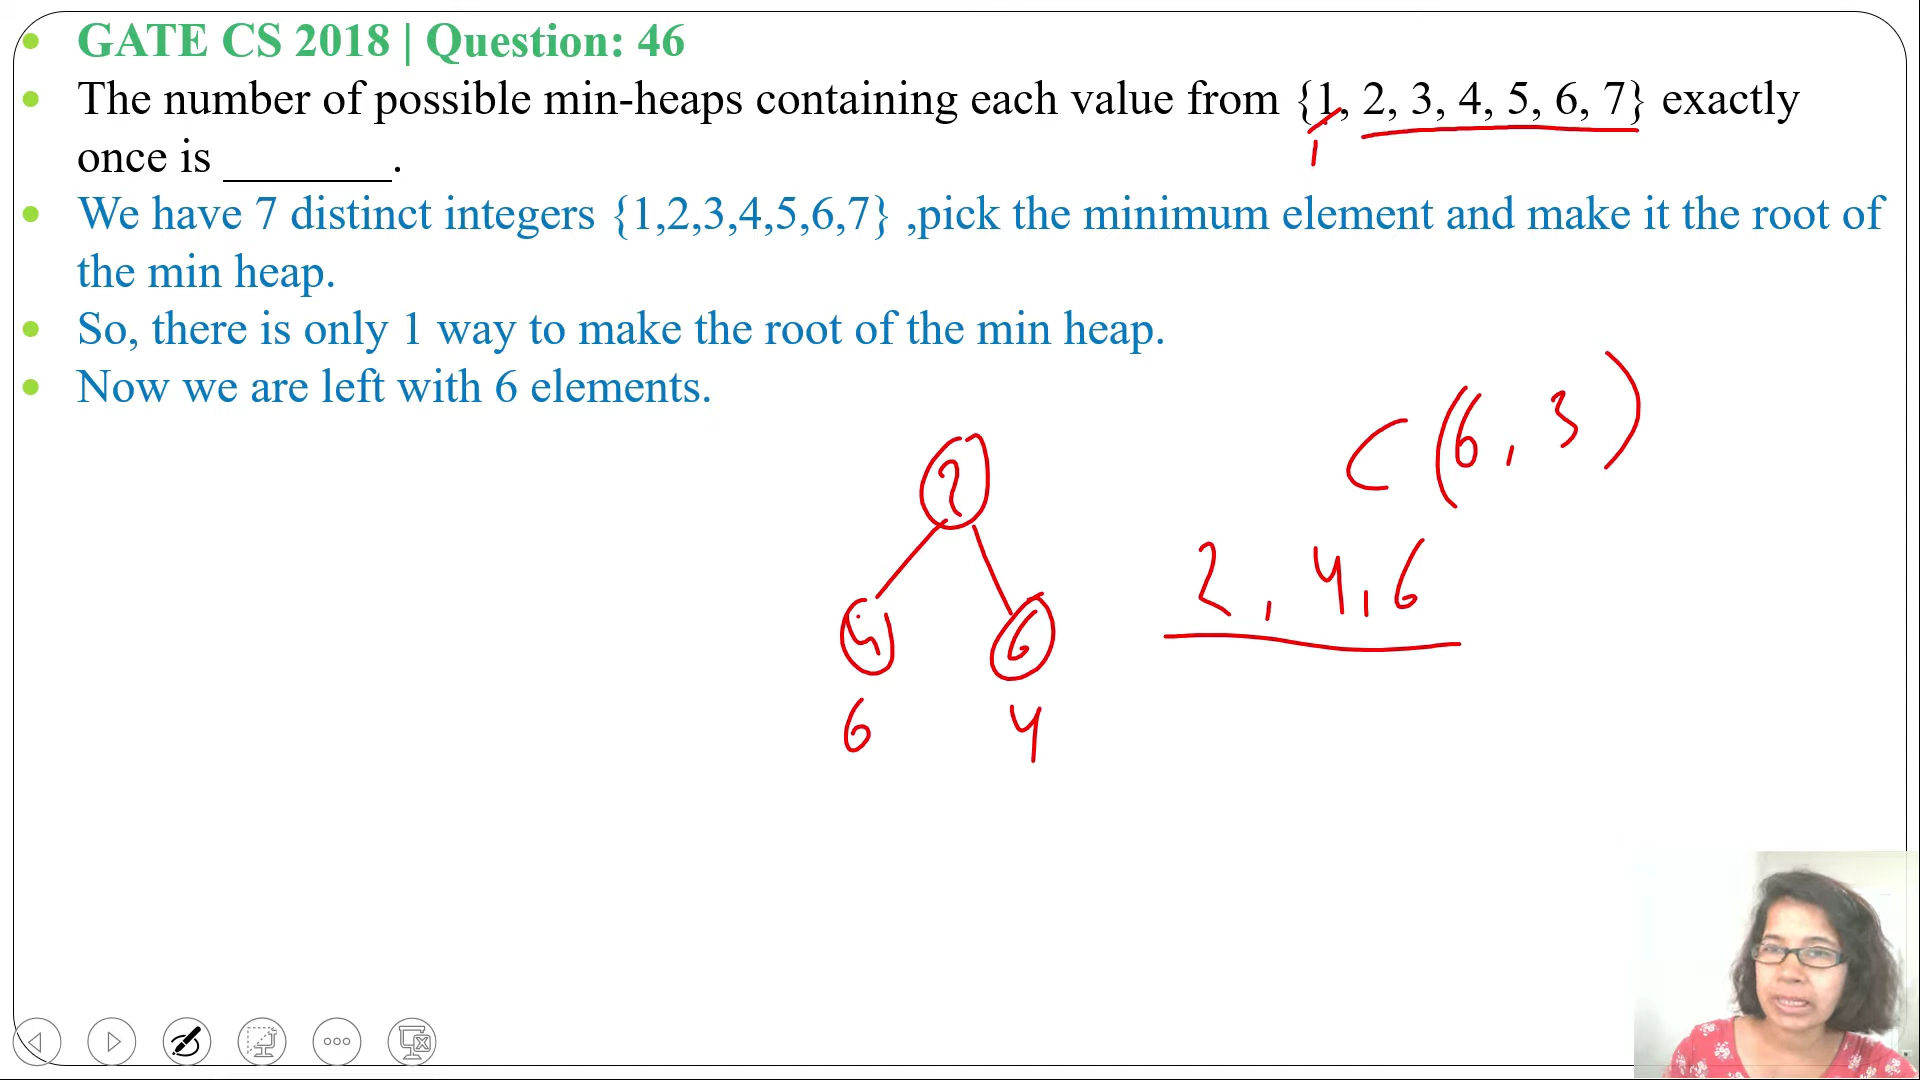 GATE CS 2018 | Question: 46
The number of possible min-heaps containing each value from {1, 2, 3, 4, 5, 6, 7} exactly
once is _______.
1
We have 7 distinct integers {1,2,3,4,5,6,7} ,pick the minimum element and make it the root of
the min heap.
So, there is only 1 way to make the root of the min heap.
Now we are left with 6 elements.
C(6, 3)
2
2, 4, 6
4 6
6 4